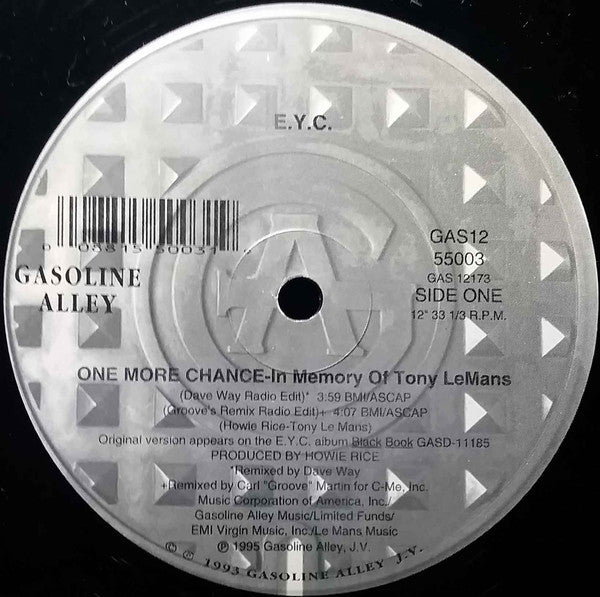 E.Y.C.
GASOLINE
ALLEY
GAS12
55003
GAS 12173
SIDE ONE
12" 33 1/3 R.P.M.
ONE MORE CHANCE-In Memory Of Tony LeMans
(Dave Way Radio Edit)* 3:59 BMI/ASCAP
(Groove's Remix Radio Edit)+ 4:07 BMI/ASCAP
(Howie Rice-Tony Le Mans)
Original version appears on the E.Y.C. album Black Book GASD-11185
PRODUCED BY HOWIE RICE
*Remixed by Dave Way
+Remixed by Carl "Groove" Martin for C-Me, Inc.
Music Corporation of America, Inc./
Gasoline Alley Music/Limited Funds/
EMI Virgin Music, Inc./Le Mans Music
℗ 1995 Gasoline Alley, J.V.
© ℗ 1993 GASOLINE ALLEY J.V.